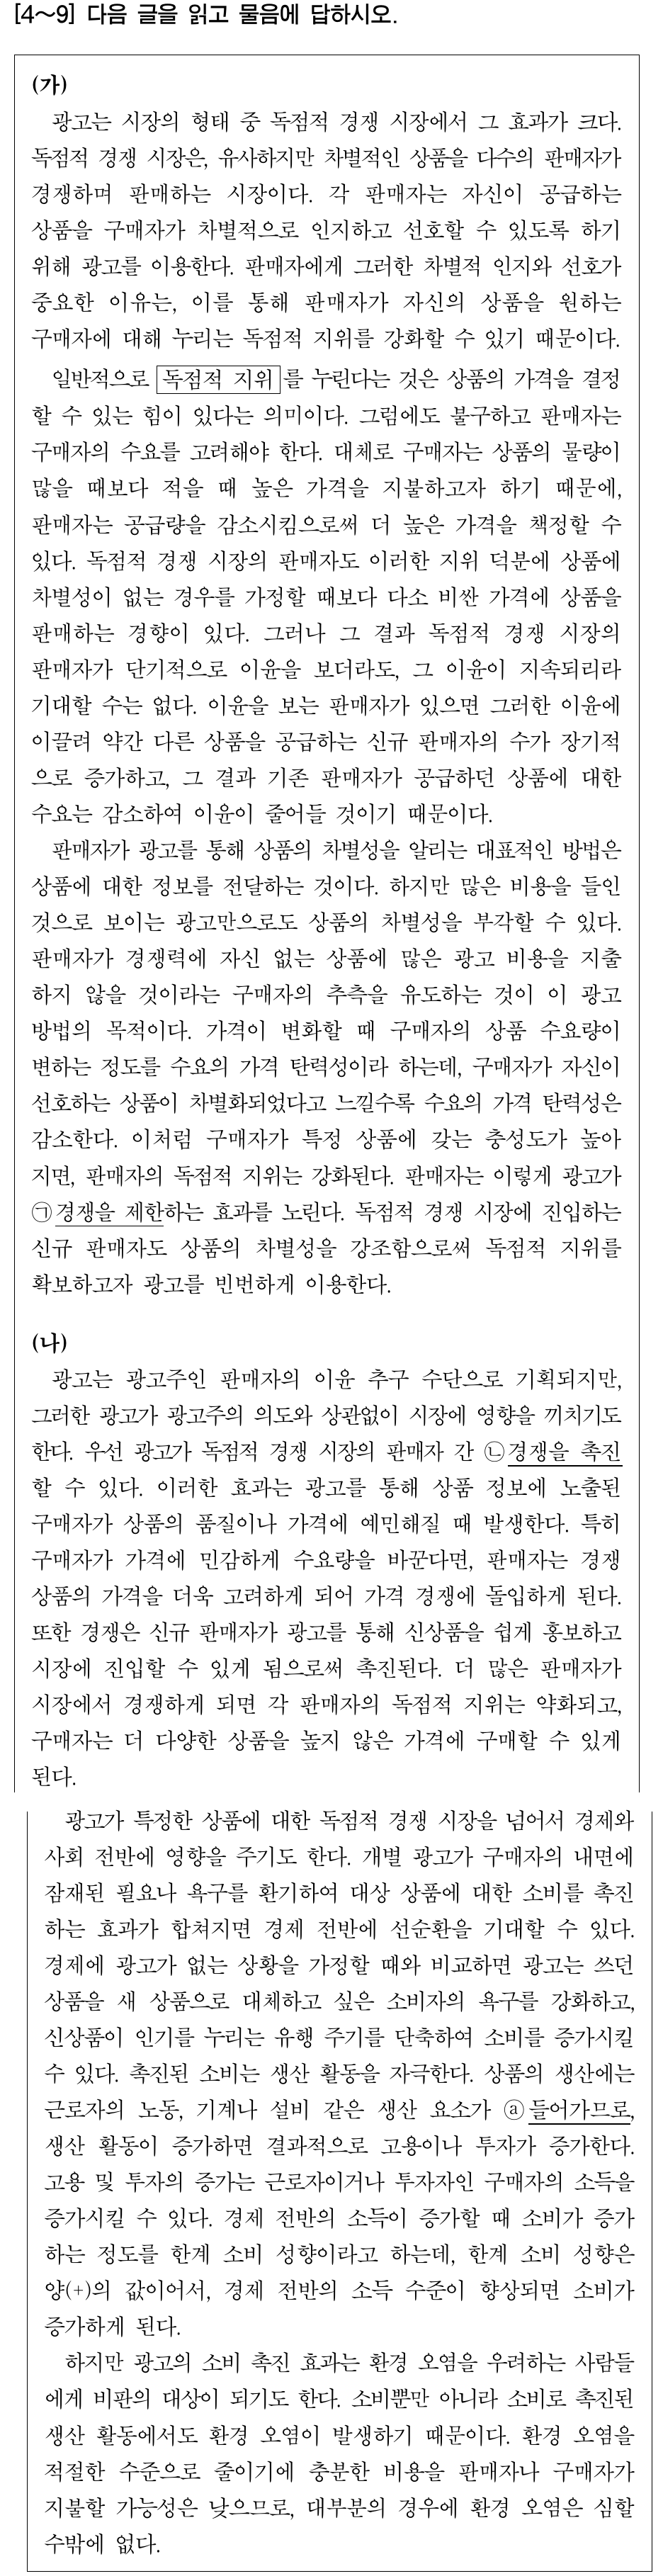 [4～9] 다음 글을 읽고 물음에 답하시오.
(가)
광고는 시장의 형태 중 독점적 경쟁 시장에서 그 효과가 크다.
독점적 경쟁 시장은, 유사하지만 차별적인 상품을 다수의 판매자가
경쟁하며 판매하는 시장이다. 각 판매자는 자신이 공급하는
상품을 구매자가 차별적으로 인지하고 선호할 수 있도록 하기
위해 광고를 이용한다. 판매자에게 그러한 차별적 인지와 선호가
중요한 이유는, 이를 통해 판매자가 자신의 상품을 원하는
구매자에 대해 누리는 독점적 지위를 강화할 수 있기 때문이다.
일반적으로 독점적 지위를 누린다는 것은 상품의 가격을 결정
할 수 있는 힘이 있다는 의미이다. 그럼에도 불구하고 판매자는
구매자의 수요를 고려해야 한다. 대체로 구매자는 상품의 물량이
많을 때보다 적을 때 높은 가격을 지불하고자 하기 때문에,
판매자는 공급량을 감소시킴으로써 더 높은 가격을 책정할 수
있다. 독점적 경쟁 시장의 판매자도 이러한 지위 덕분에 상품에
차별성이 없는 경우를 가정할 때보다 다소 비싼 가격에 상품을
판매하는 경향이 있다. 그러나 그 결과 독점적 경쟁 시장의
판매자가 단기적으로 이윤을 보더라도, 그 이윤이 지속되리라
기대할 수는 없다. 이윤을 보는 판매자가 있으면 그러한 이윤에
이끌려 약간 다른 상품을 공급하는 신규 판매자의 수가 장기적
으로 증가하고, 그 결과 기존 판매자가 공급하던 상품에 대한
수요는 감소하여 이윤이 줄어들 것이기 때문이다.
판매자가 광고를 통해 상품의 차별성을 알리는 대표적인 방법은
상품에 대한 정보를 전달하는 것이다. 하지만 많은 비용을 들인
것으로 보이는 광고만으로도 상품의 차별성을 부각할 수 있다.
판매자가 경쟁력에 자신 없는 상품에 많은 광고 비용을 지출
하지 않을 것이라는 구매자의 추측을 유도하는 것이 이 광고
방법의 목적이다. 가격이 변화할 때 구매자의 상품 수요량이
변하는 정도를 수요의 가격 탄력성이라 하는데, 구매자가 자신이
선호하는 상품이 차별화되었다고 느낄수록 수요의 가격 탄력성은
감소한다. 이처럼 구매자가 특정 상품에 갖는 충성도가 높아
지면, 판매자의 독점적 지위는 강화된다. 판매자는 이렇게 광고가
㉠경쟁을 제한하는 효과를 노린다. 독점적 경쟁 시장에 진입하는
신규 판매자도 상품의 차별성을 강조함으로써 독점적 지위를
확보하고자 광고를 빈번하게 이용한다.
(나)
광고는 광고주인 판매자의 이윤 추구 수단으로 기획되지만,
그러한 광고가 광고주의 의도와 상관없이 시장에 영향을 끼치기도
한다. 우선 광고가 독점적 경쟁 시장의 판매자 간 ㉡경쟁을 촉진
할 수 있다. 이러한 효과는 광고를 통해 상품 정보에 노출된
구매자가 상품의 품질이나 가격에 예민해질 때 발생한다. 특히
구매자가 가격에 민감하게 수요량을 바꾼다면, 판매자는 경쟁
상품의 가격을 더욱 고려하게 되어 가격 경쟁에 돌입하게 된다.
또한 경쟁은 신규 판매자가 광고를 통해 신상품을 쉽게 홍보하고
시장에 진입할 수 있게 됨으로써 촉진된다. 더 많은 판매자가
시장에서 경쟁하게 되면 각 판매자의 독점적 지위는 약화되고,
구매자는 더 다양한 상품을 높지 않은 가격에 구매할 수 있게
된다.
광고가 특정한 상품에 대한 독점적 경쟁 시장을 넘어서 경제와
사회 전반에 영향을 주기도 한다. 개별 광고가 구매자의 내면에
잠재된 필요나 욕구를 환기하여 대상 상품에 대한 소비를 촉진
하는 효과가 합쳐지면 경제 전반에 선순환을 기대할 수 있다.
경제에 광고가 없는 상황을 가정할 때와 비교하면 광고는 쓰던
상품을 새 상품으로 대체하고 싶은 소비자의 욕구를 강화하고,
신상품이 인기를 누리는 유행 주기를 단축하여 소비를 증가시킬
수 있다. 촉진된 소비는 생산 활동을 자극한다. 상품의 생산에는
근로자의 노동, 기계나 설비 같은 생산 요소가 ⓐ들어가므로,
생산 활동이 증가하면 결과적으로 고용이나 투자가 증가한다.
고용 및 투자의 증가는 근로자이거나 투자자인 구매자의 소득을
증가시킬 수 있다. 경제 전반의 소득이 증가할 때 소비가 증가
하는 정도를 한계 소비 성향이라고 하는데, 한계 소비 성향은
양(+)의 값이어서, 경제 전반의 소득 수준이 향상되면 소비가
증가하게 된다.
하지만 광고의 소비 촉진 효과는 환경 오염을 우려하는 사람들
에게 비판의 대상이 되기도 한다. 소비뿐만 아니라 소비로 촉진된
생산 활동에서도 환경 오염이 발생하기 때문이다. 환경 오염을
적절한 수준으로 줄이기에 충분한 비용을 판매자나 구매자가
지불할 가능성은 낮으므로, 대부분의 경우에 환경 오염은 심할
수밖에 없다.